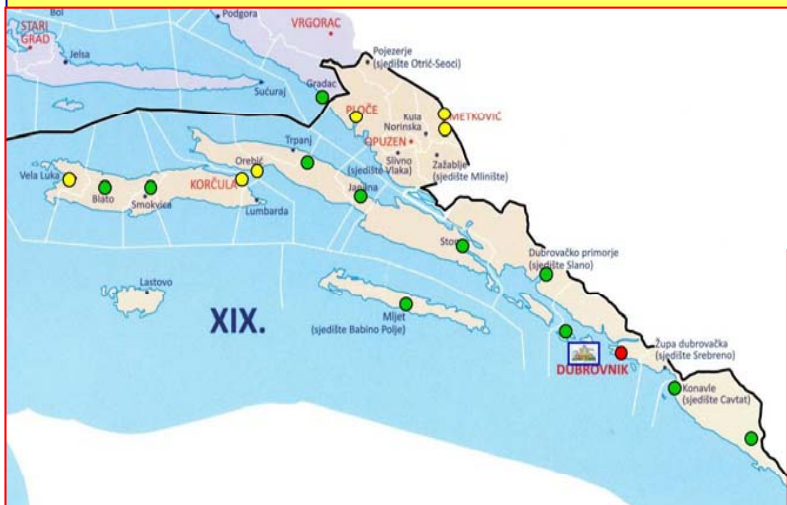 Bol
Podgora
VRGORAC
STARI
GRAD
Jelsa
Pojezerje
(sjedište Otrić-Seoci)
Sućuraj
Gradac
PLOČE
Kula
Norinska
METKOVIĆ
OPUZEN
Trpanj
Slivno
(sjedište Vlaka)
Zažablje
(sjedište Mlinište)
Orebić
Vela Luka
Blato
Smokvica
KORČULA
Lumbarda
Janjina
Ston
Dubrovačko primorje
(sjedište Slano)
Lastovo
XIX.
Mljet
(sjedište Babino Polje)
Župa dubrovačka
(sjedište Srebreno)
DUBROVNIK
Konavle
(sjedište Cavtat)